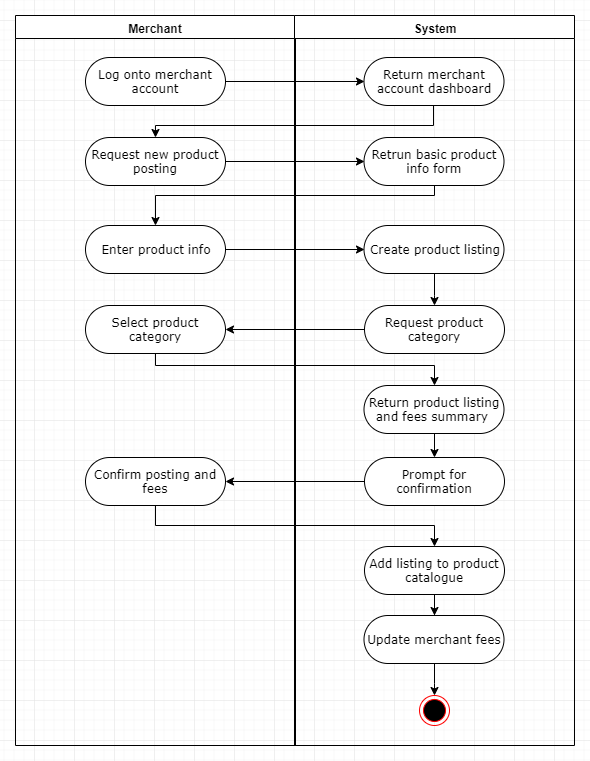 Merchant
System
Log onto merchant
account
Return merchant
account dashboard
Request new product
posting
Retrun basic product
info form
Enter product info
Create product listing
Select product
category
Request product
category
Return product listing
and fees summary
Confirm posting and
fees
Prompt for
confirmation
Add listing to product
catalogue
Update merchant fees